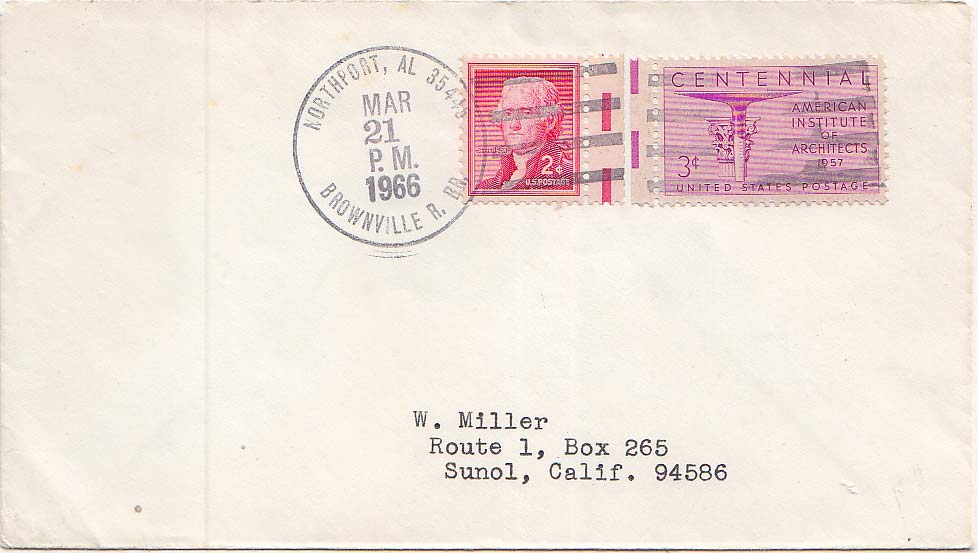 NORTHPORT, AL 35443
MAR
21
P. M.
1966
BROWNVILLE R. BR.
2¢
U.S. POSTAGE
CENTENNIAL
AMERICAN
INSTITUTE
OF
ARCHITECTS
1957
3¢
UNITED STATES POSTAGE
W. Miller
Route 1, Box 265
Sunol, Calif. 94586